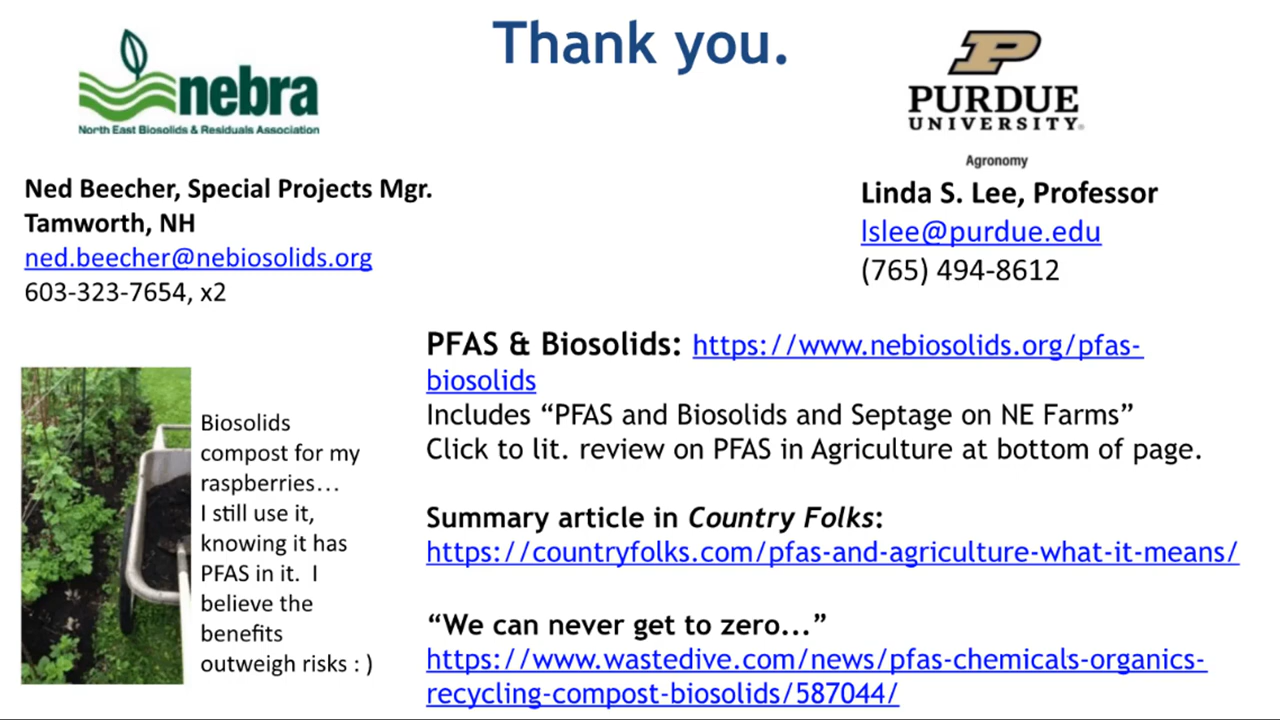 Thank you.
nebra
North East Biosolids & Residuals Association
PURDUE
UNIVERSITY®
Agronomy
Ned Beecher, Special Projects Mgr.
Tamworth, NH
ned.beecher@nebiosolids.org
603-323-7654, x2
Linda S. Lee, Professor
lslee@purdue.edu
(765) 494-8612
PFAS & Biosolids: https://www.nebiosolids.org/pfas-
biosolids
Includes “PFAS and Biosolids and Septage on NE Farms”
Click to lit. review on PFAS in Agriculture at bottom of page.
Summary article in Country Folks:
https://countryfolks.com/pfas-and-agriculture-what-it-means/
“We can never get to zero...”
https://www.wastedive.com/news/pfas-chemicals-organics-
recycling-compost-biosolids/587044/
Biosolids
compost for my
raspberries…
I still use it,
knowing it has
PFAS in it.  I
believe the
benefits
outweigh risks : )